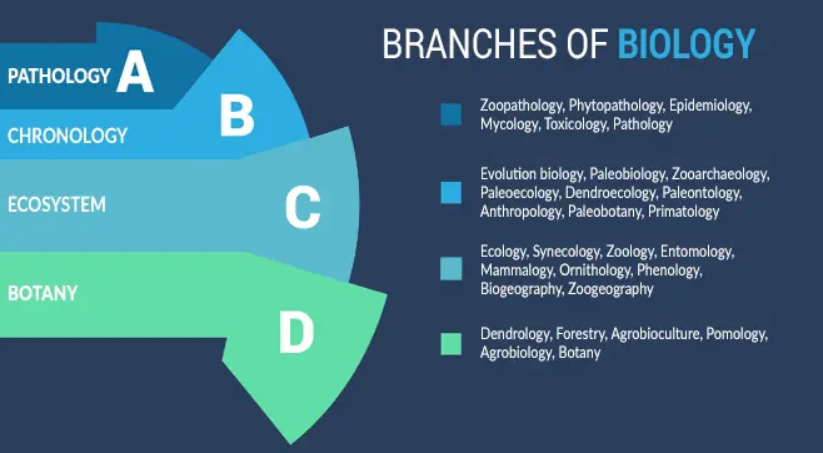 BRANCHES OF BIOLOGY
PATHOLOGY A
CHRONOLOGY B
ECOSYSTEM C
BOTANY D
Zoopathology, Phytopathology, Epidemiology,
Mycology, Toxicology, Pathology
Evolution biology, Paleobiology, Zooarchaeology,
Paleoecology, Dendroecology, Paleontology,
Anthropology, Paleobotany, Primatology
Ecology, Synecology, Zoology, Entomology,
Mammalogy, Ornithology, Phenology,
Biogeography, Zoogeography
Dendrology, Forestry, Agrobioculture, Pomology,
Agrobiology, Botany